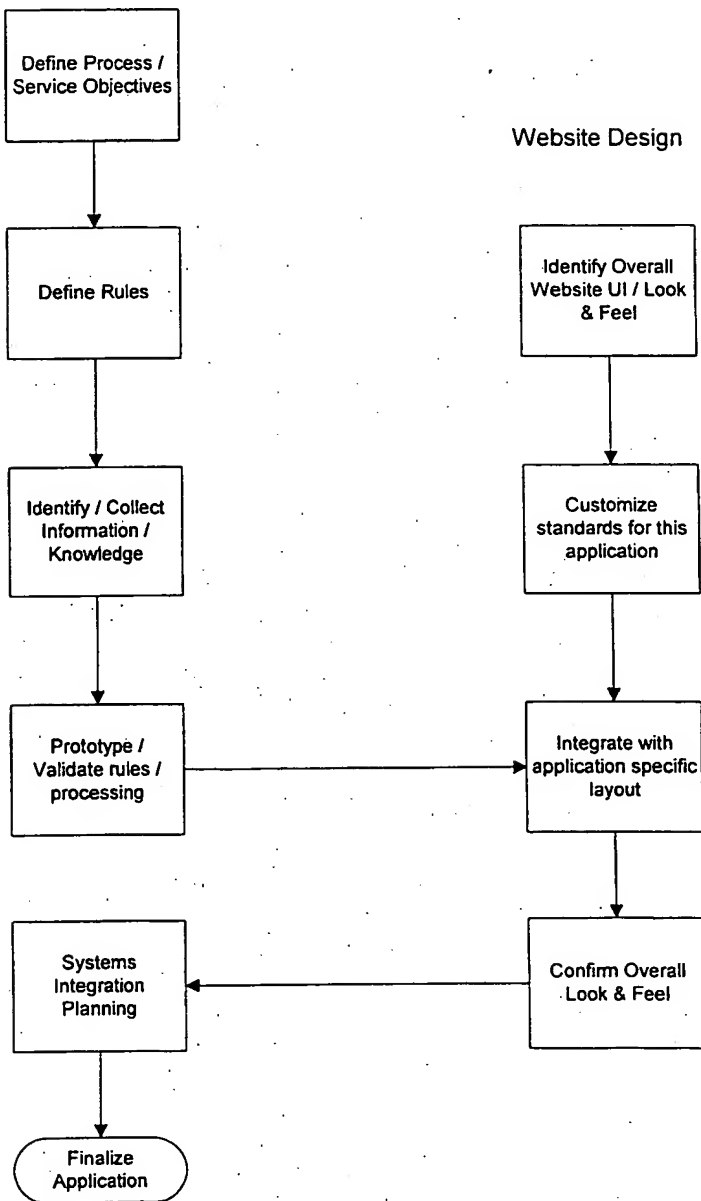 Define Process /
Service Objectives
Define Rules
Identify / Collect
Information /
Knowledge
Prototype /
Validate rules /
processing
Website Design
Identify Overall
Website UI / Look
& Feel
Customize
standards for this
application
Integrate with
application specific
layout
Confirm Overall
Look & Feel
Systems
Integration
Planning
Finalize
Application